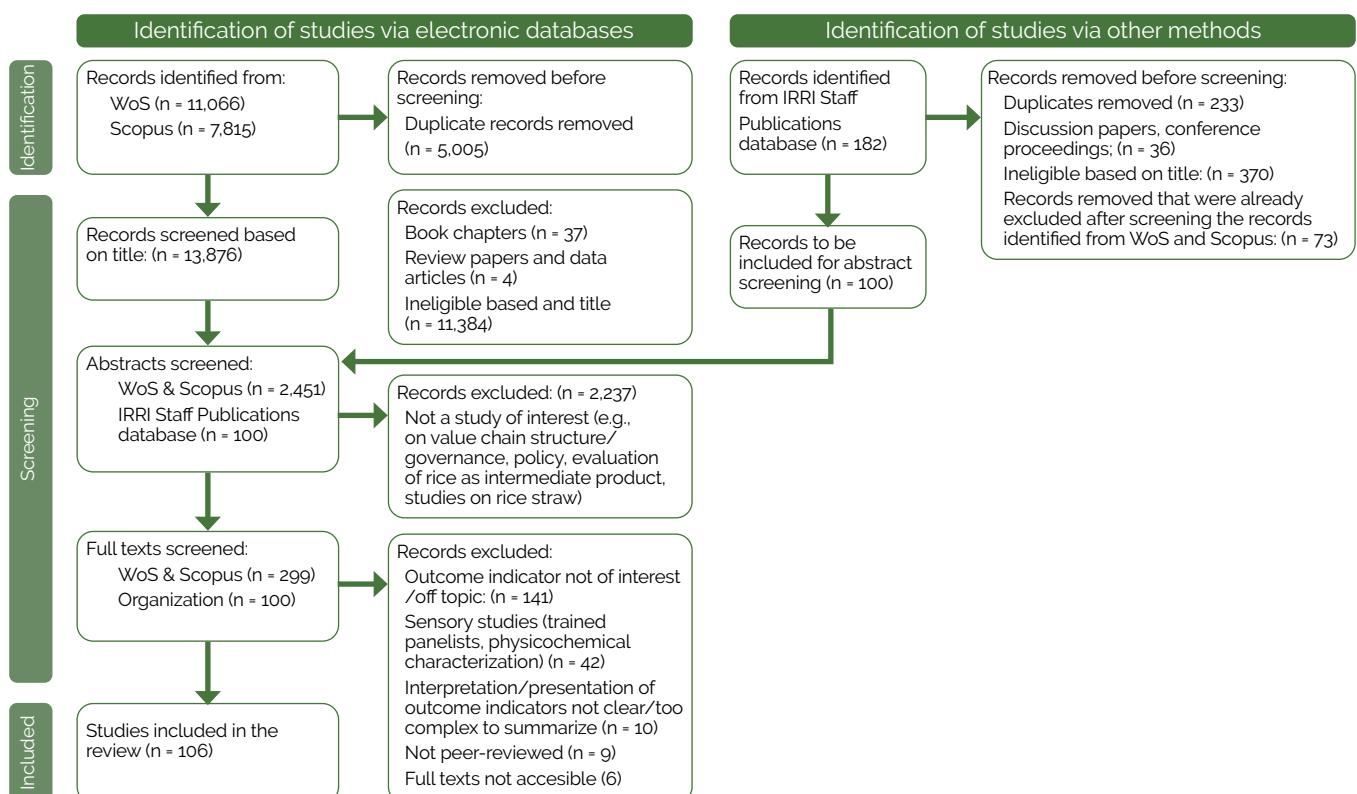 Identification of studies via electronic databases
Identification of studies via other methods
Identification
Records identified from:
WoS (n = 11,066)
Scopus (n = 7,815)
Records removed before
screening:
Duplicate records removed
(n = 5,005)
Records identified
from IRRI Staff
Publications
database (n = 182)
Records removed before screening:
Duplicates removed (n = 233)
Discussion papers, conference
proceedings; (n = 36)
Ineligible based on title: (n = 370)
Records removed that were already
excluded after screening the records
identified from WoS and Scopus: (n = 73)
Screening
Records screened based
on title: (n = 13,876)
Records excluded:
Book chapters (n = 37)
Review papers and data
articles (n = 4)
Ineligible based and title
(n = 11,384)
Records to be
included for abstract
screening (n = 100)
Abstracts screened:
WoS & Scopus (n = 2,451)
IRRI Staff Publications
database (n = 100)
Records excluded: (n = 2,237)
Not a study of interest (e.g.,
on value chain structure/
governance, policy, evaluation
of rice as intermediate product,
studies on rice straw)
Full texts screened:
WoS & Scopus (n = 299)
Organization (n = 100)
Records excluded:
Outcome indicator not of interest
/off topic: (n = 141)
Sensory studies (trained
panelists, physicochemical
characterization) (n = 42)
Interpretation/presentation of
outcome indicators not clear/too
complex to summarize (n = 10)
Not peer-reviewed (n = 9)
Full texts not accesible (6)
Included
Studies included in the
review (n = 106)